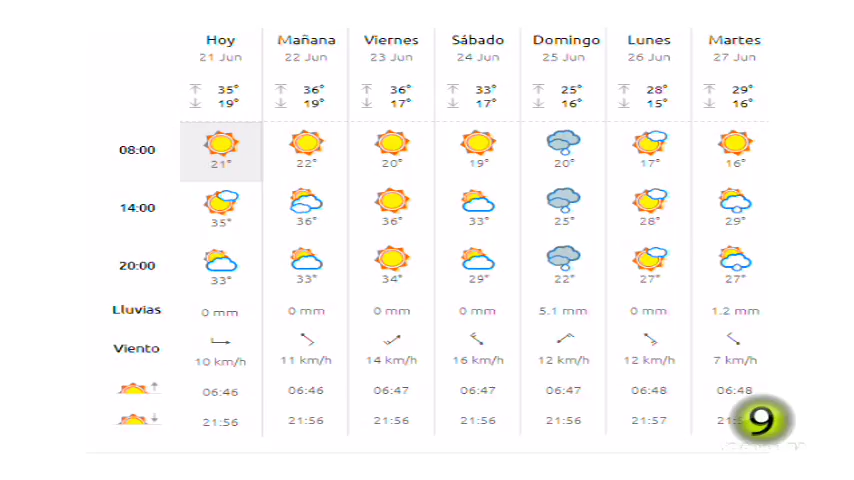 Hoy Mañana Viernes Sábado Domingo Lunes Martes
21 Jun 22 Jun 23 Jun 24 Jun 25 Jun 26 Jun 27 Jun
35° 36° 36° 33° 25° 28° 29°
19° 19° 17° 17° 16° 15° 16°
08:00
21° 22° 20° 19° 20° 17° 16°
14:00
35° 36° 36° 33° 25° 28° 29°
20:00
33° 33° 34° 29° 22° 27° 27°
Lluvias 0 mm 0 mm 0 mm 0 mm 5.1 mm 0 mm 1.2 mm
Viento
10 km/h 11 km/h 14 km/h 16 km/h 12 km/h 12 km/h 7 km/h
06:46 06:46 06:47 06:47 06:47 06:48 06:48
21:56 21:56 21:56 21:56 21:56 21:57
9